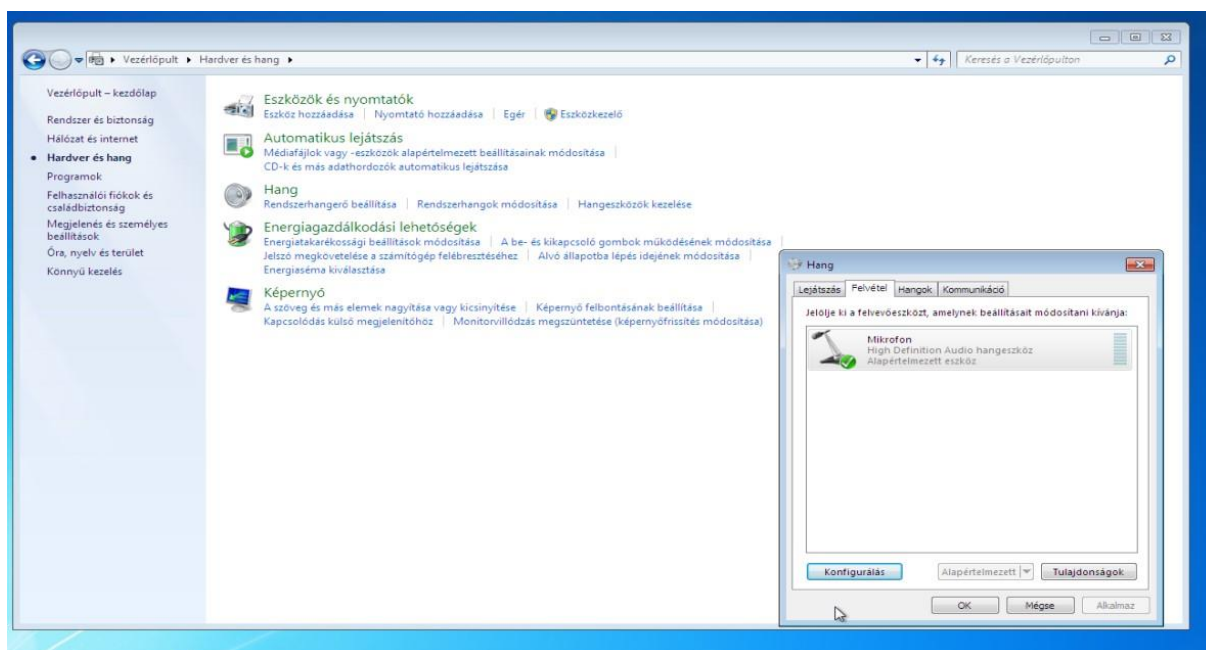 Vezérlőpult ▸ Hardver és hang ▸
Keresés a Vezérlőpulton
Vezérlőpult – kezdőlap
Rendszer és biztonság
Hálózat és internet
Hardver és hang
Programok
Felhasználói fiókok és
családbiztonság
Megjelenés és személyes
beállítások
Óra, nyelv és terület
Könnyű kezelés
Eszközök és nyomtatók
Eszköz hozzáadása | Nyomtató hozzáadása | Egér | Eszközkezelő
Automatikus lejátszás
Médiafájlok vagy -eszközök alapértelmezett beállításainak módosítása
CD-k és más adathordozók automatikus lejátszása
Hang
Rendszerhangerő beállítása | Rendszerhangok módosítása | Hangeszközök kezelése
Energiagazdálkodási lehetőségek
Energiatakarékossági beállítások módosítása | A be- és kikapcsoló gombok működésének módosítása
Jelszó megkövetelése a számítógép felébresztéséhez | Alvó állapotba lépés idejének módosítása
Energiaséma kiválasztása
Képernyő
A szöveg és más elemek nagyítása vagy kicsinyítése | Képernyő felbontásának beállítása
Kapcsolódás külső megjelenítőhöz | Monitorvillódzás megszüntetése (képernyőfrissítés módosítása)
Hang
Lejátszás Felvétel Hangok Kommunikáció
Jelölje ki a felvevőeszközt, amelynek beállításait módosítani kívánja:
Mikrofon
High Definition Audio hangeszköz
Alapértelmezett eszköz
Konfigurálás Alapértelmezett Tulajdonságok
OK Mégse Alkalmaz